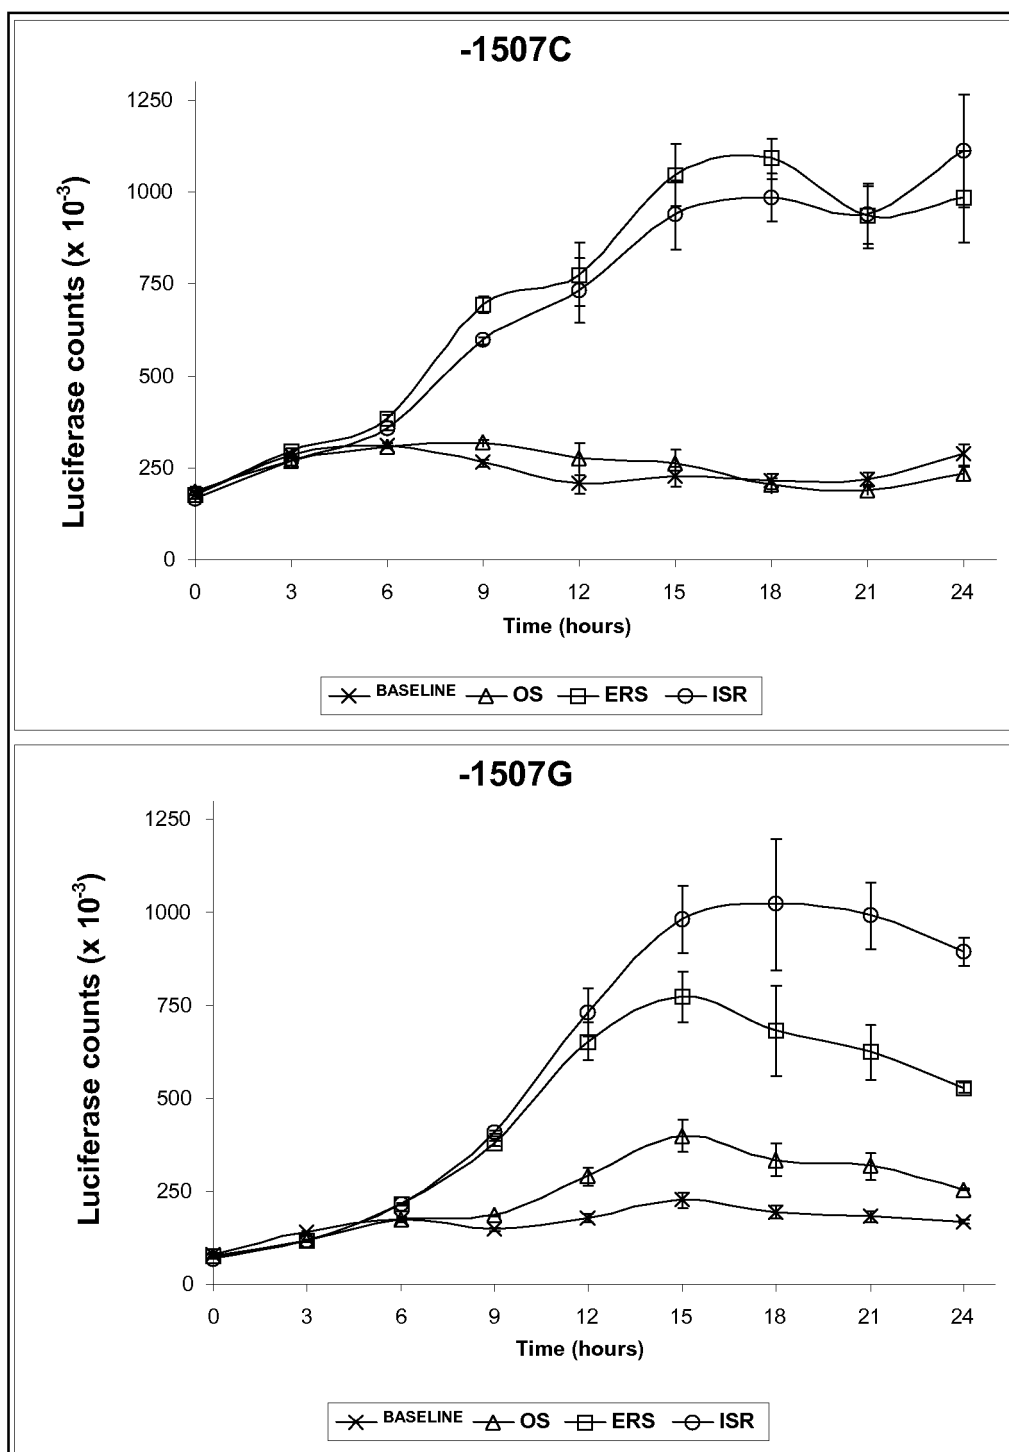 -1507C
Luciferase counts (x 10⁻³)
1250
1000
750
500
250
0
0 3 6 9 12 15 18 21 24
Time (hours)
BASELINE OS ERS ISR
-1507G
Luciferase counts (x 10⁻³)
1250
1000
750
500
250
0
0 3 6 9 12 15 18 21 24
Time (hours)
BASELINE OS ERS ISR